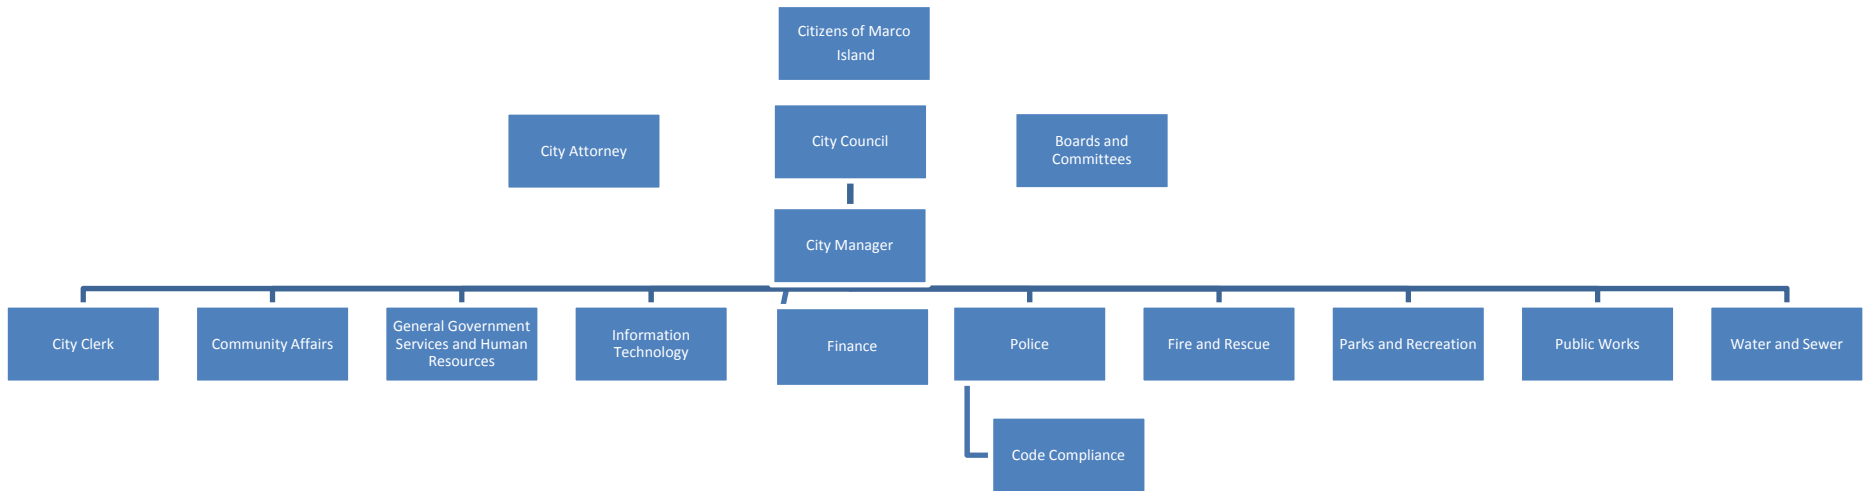 Citizens of Marco
Island
City Attorney
City Council
Boards and
Committees
City Manager
City Clerk
Community Affairs
General Government
Services and Human
Resources
Information
Technology
Finance
Police
Fire and Rescue
Parks and Recreation
Public Works
Water and Sewer
Code Compliance